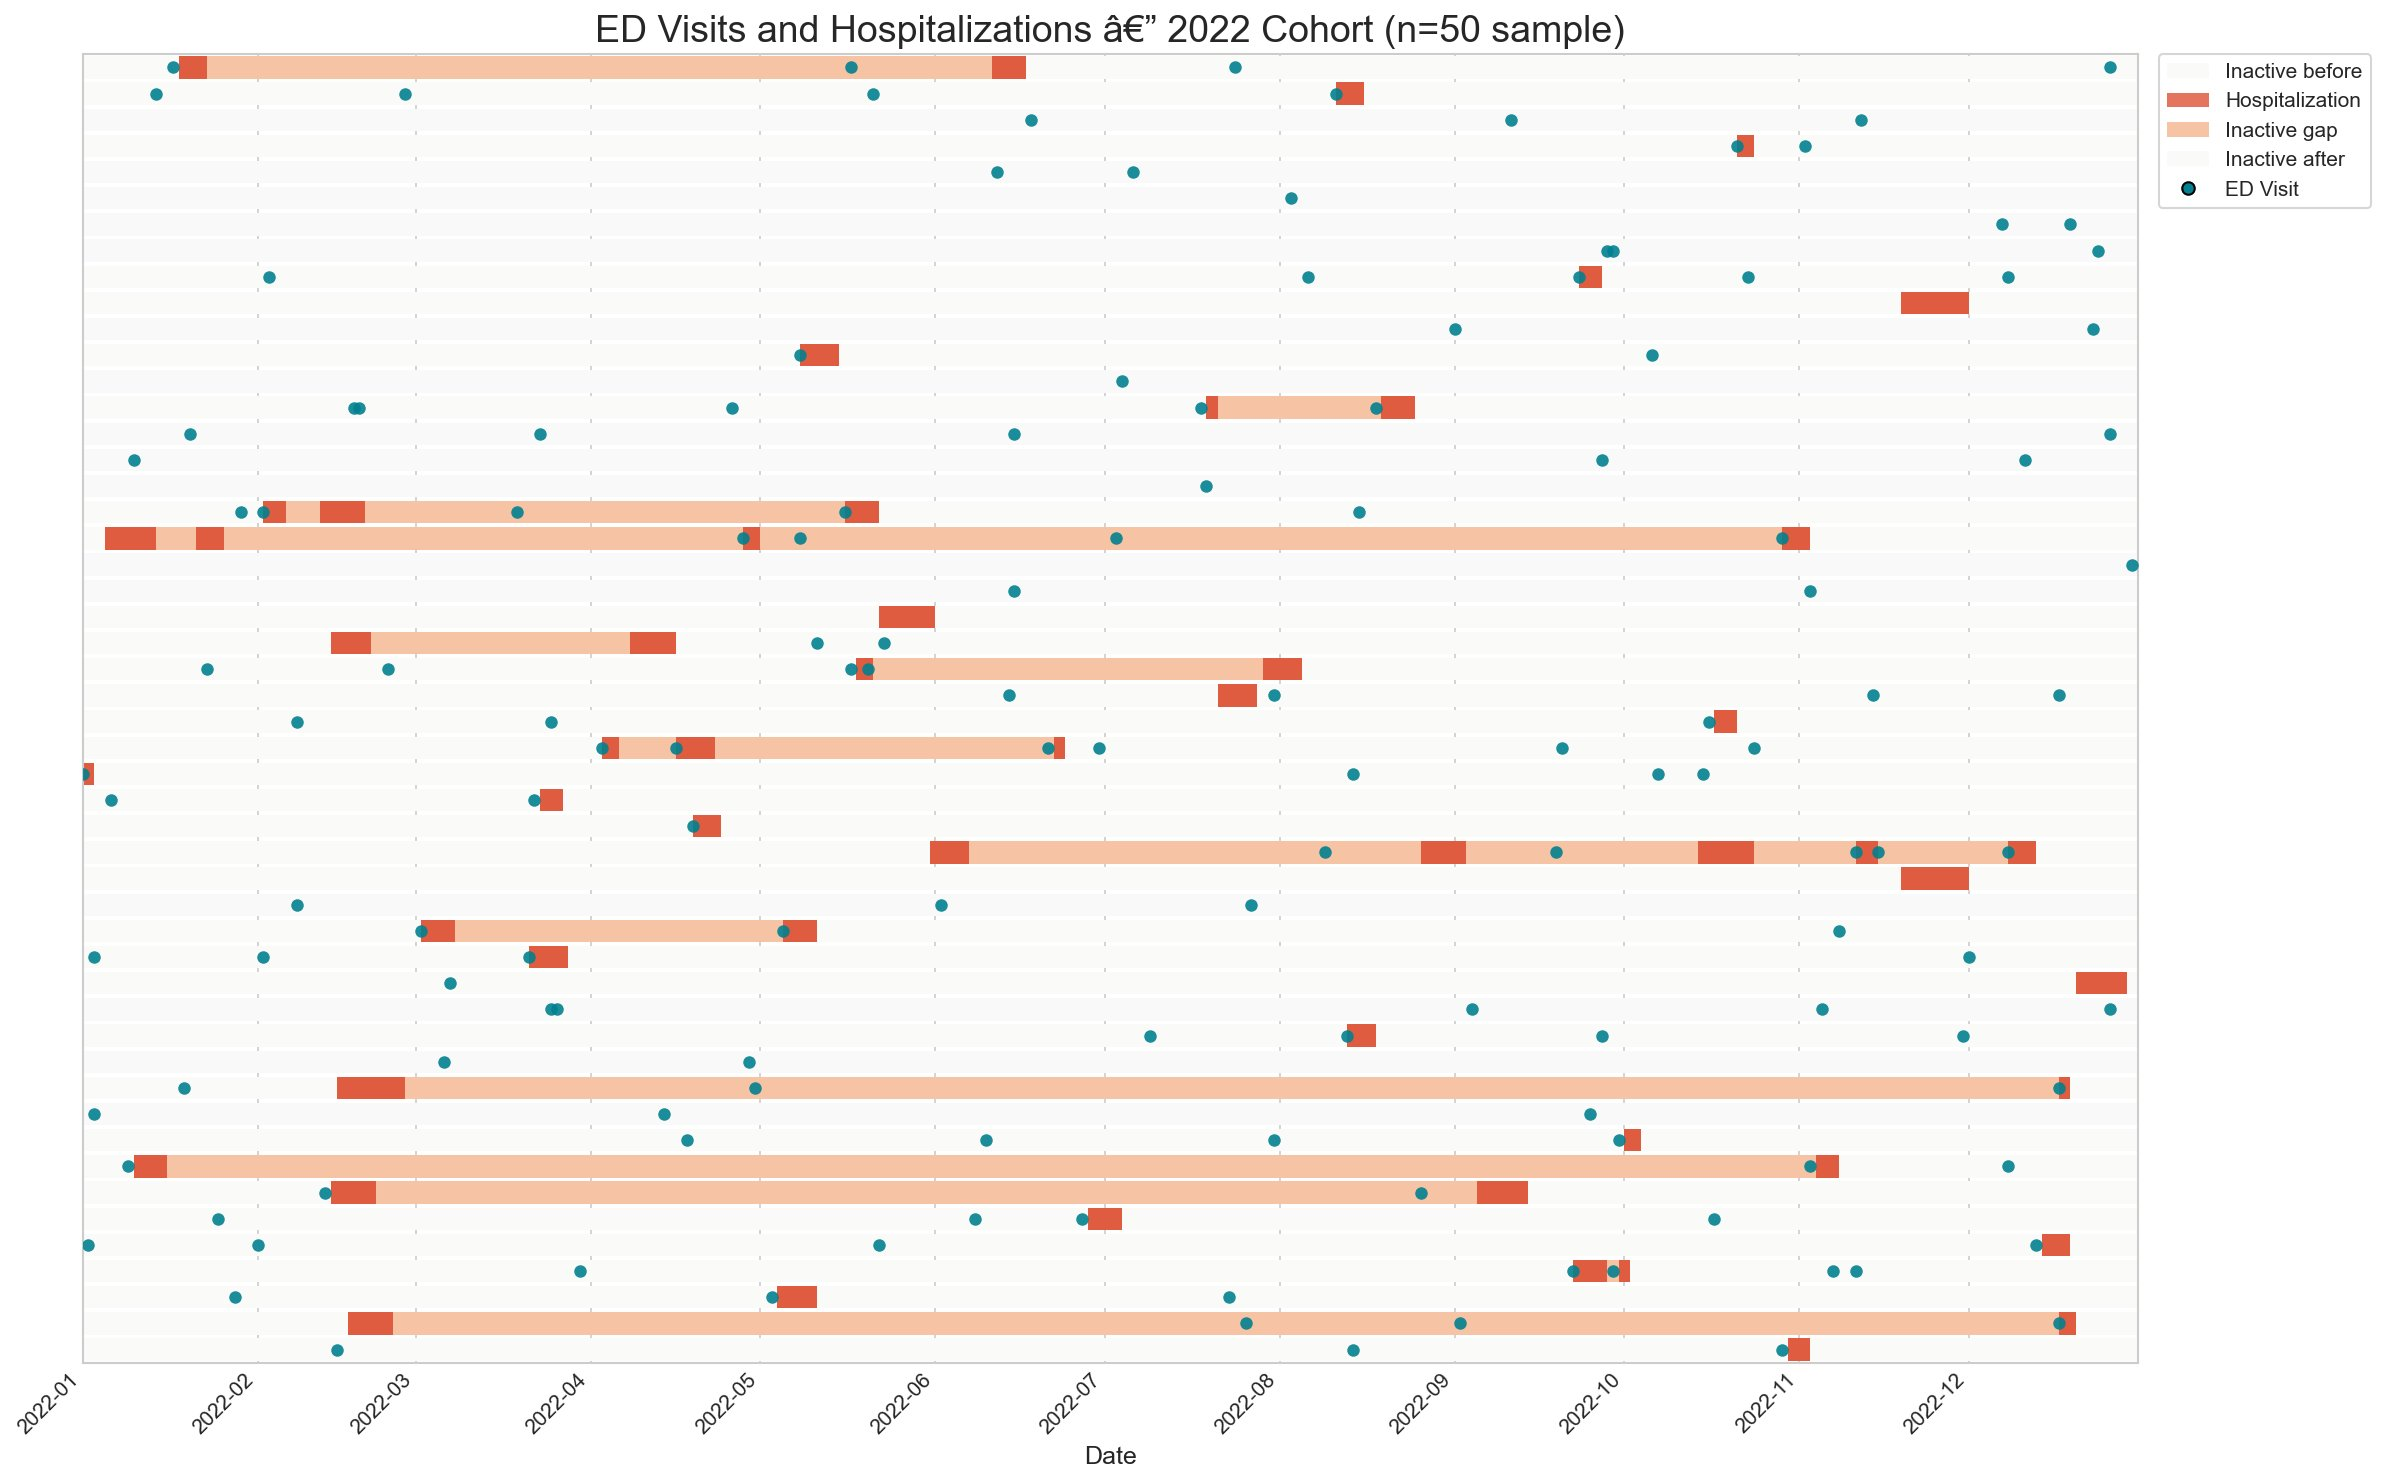 ED Visits and Hospitalizations â€” 2022 Cohort (n=50 sample)
Inactive before
Hospitalization
Inactive gap
Inactive after
ED Visit
2022-01
2022-02
2022-03
2022-04
2022-05
2022-06
2022-07
2022-08
2022-09
2022-10
2022-11
2022-12
Date